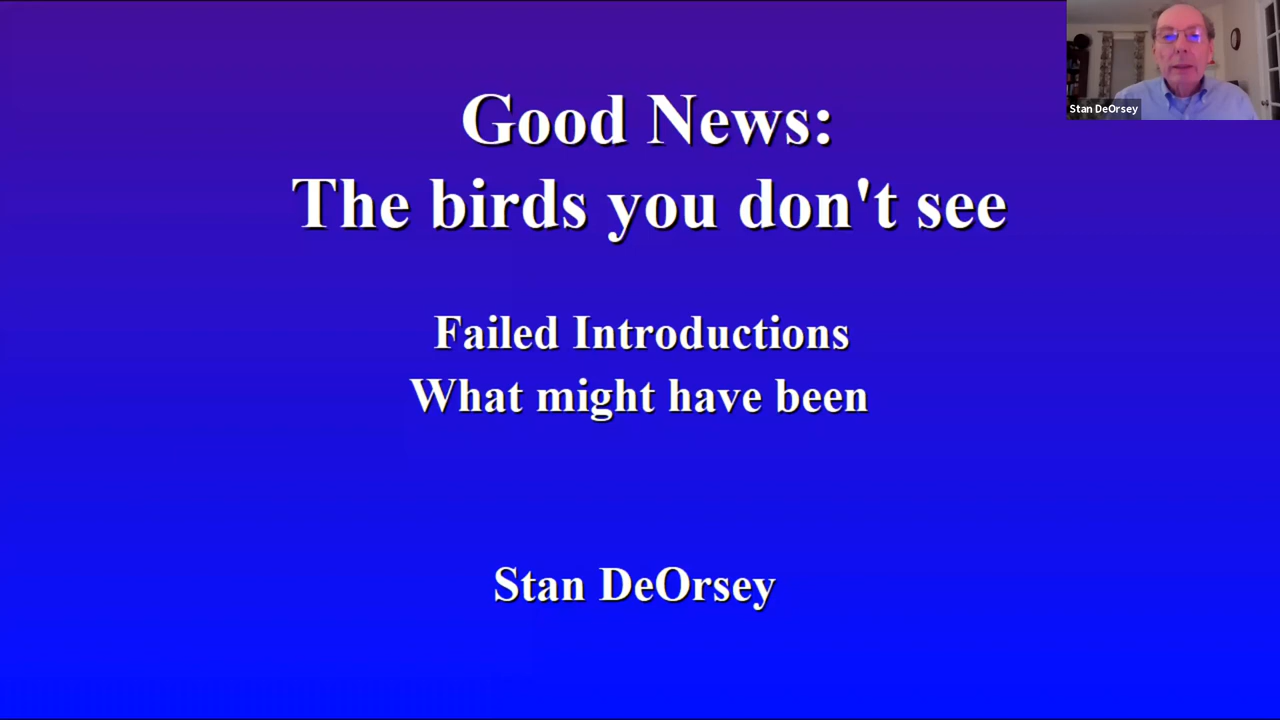 Good News:
The birds you don't see
Failed Introductions
What might have been
Stan DeOrsey
Stan DeOrsey